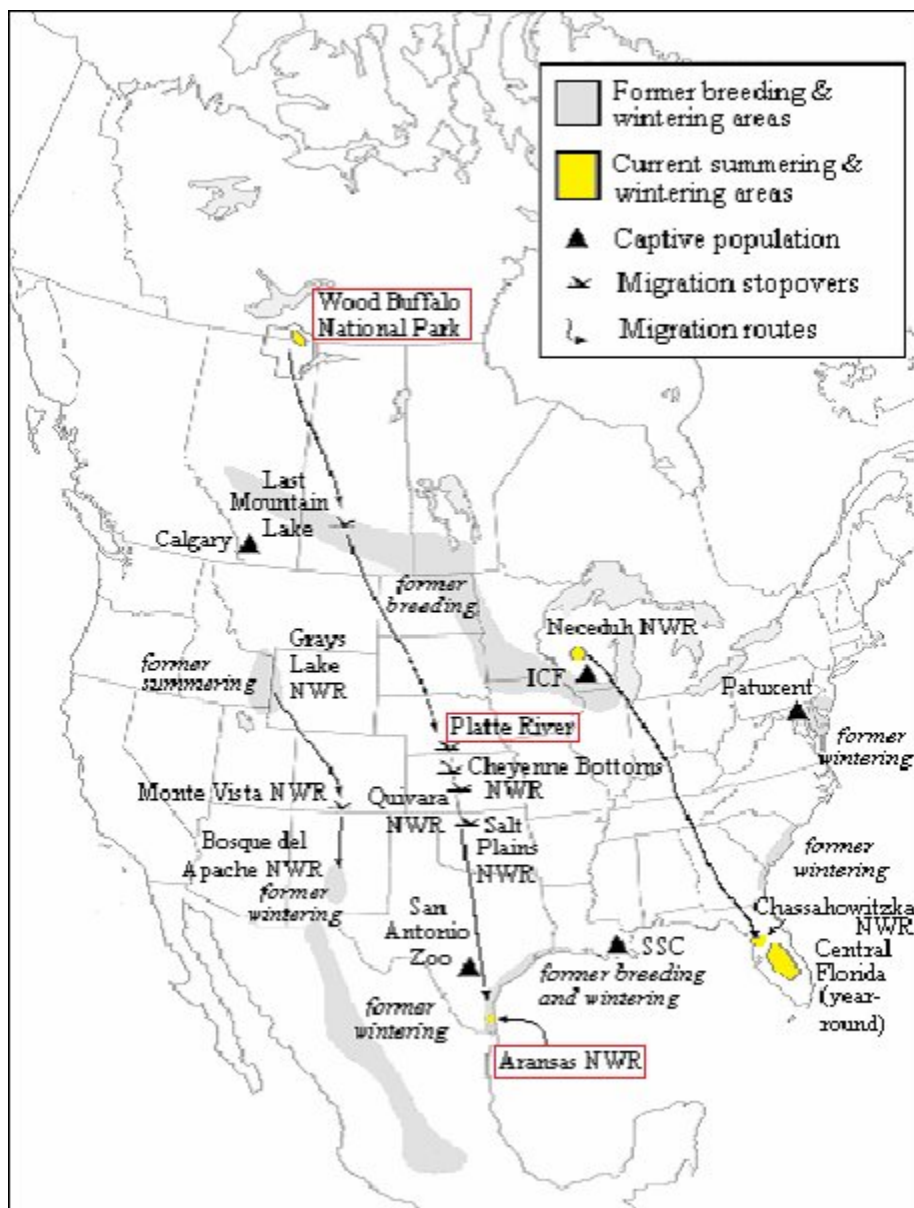 Former breeding &
wintering areas
Current summering &
wintering areas
Captive population
Migration stopovers
Migration routes
Wood Buffalo
National Park
Last
Mountain
Lake
Calgary
former
breeding
Neceduh NWR
Grays
Lake
NWR
former
summering
ICF
Patuxent
Platte River
former
wintering
Cheyenne Bottoms
NWR
Monte Vista NWR
Quivara
NWR
Salt
Plains
NWR
Bosque del
Apache NWR
former
wintering
former
wintering
Chassahowitzka
NWR
San
Antonio
Zoo
SSC
Central
Florida
(year-
round)
former breeding
and wintering
former
wintering
Aransas NWR